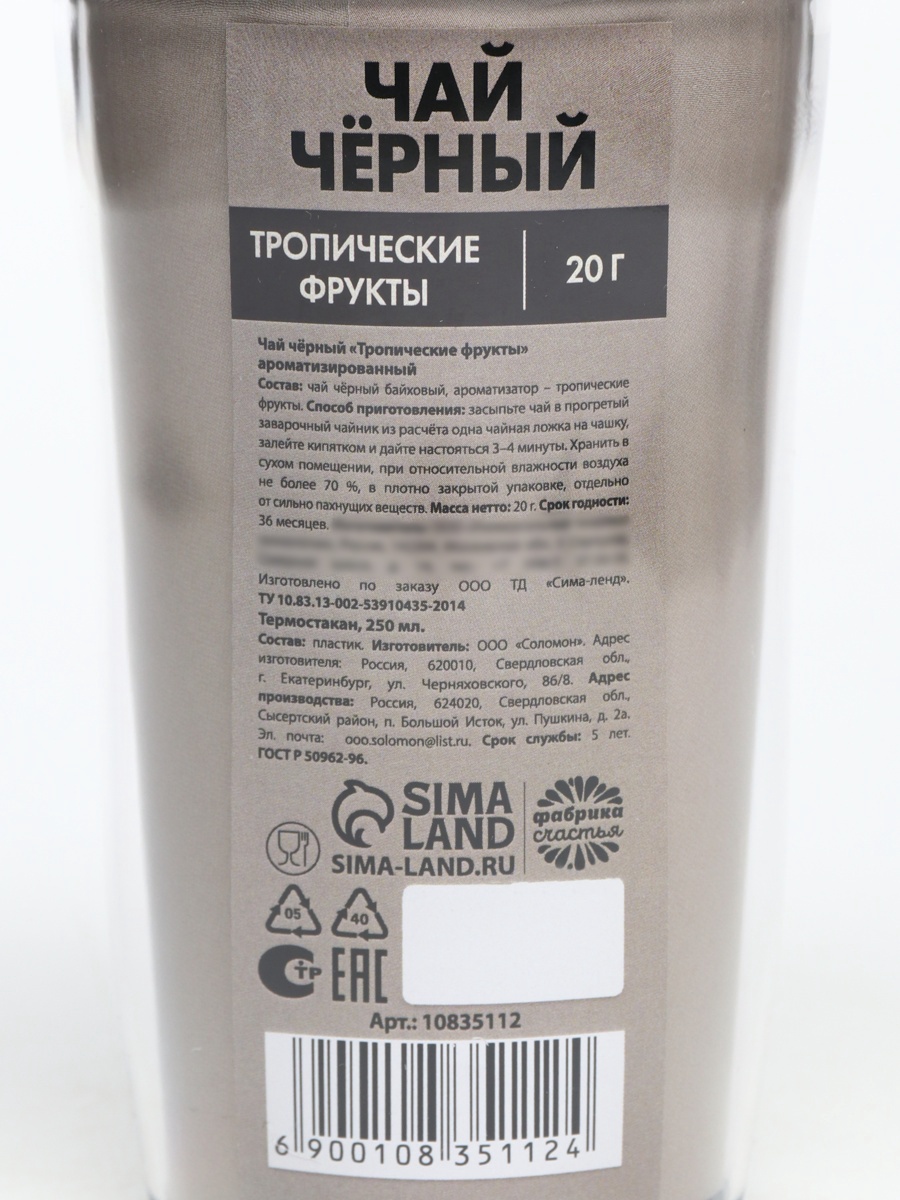 ЧАЙ
ЧЁРНЫЙ
ТРОПИЧЕСКИЕ
ФРУКТЫ
20 Г
Чай чёрный «Тропические фрукты»
ароматизированный
Состав: чай чёрный байховый, ароматизатор – тропические
фрукты. Способ приготовления: засыпьте чай в прогретый
заварочный чайник из расчёта одна чайная ложка на чашку,
залейте кипятком и дайте настояться 3–4 минуты. Хранить в
сухом помещении, при относительной влажности воздуха
не более 70 %, в плотно закрытой упаковке, отдельно
от сильно пахнущих веществ. Масса нетто: 20 г. Срок годности:
36 месяцев.
Изготовлено по заказу ООО ТД «Сима-ленд».
ТУ 10.83.13-002-53910435-2014
Термостакан, 250 мл.
Состав: пластик. Изготовитель: ООО «Соломон». Адрес
изготовителя: Россия, 620010, Свердловская обл.,
г. Екатеринбург, ул. Черняховского, 86/8. Адрес
производства: Россия, 624020, Свердловская обл.,
Сысертский район, п. Большой Исток, ул. Пушкина, д. 2а.
Эл. почта: ooo.solomon@list.ru. Срок службы: 5 лет.
ГОСТ Р 50962-96.
SIMA
LAND
SIMA-LAND.RU
фабрика
счастья
05
40
СТР
ЕАС
Арт.: 10835112
6 900108 351124